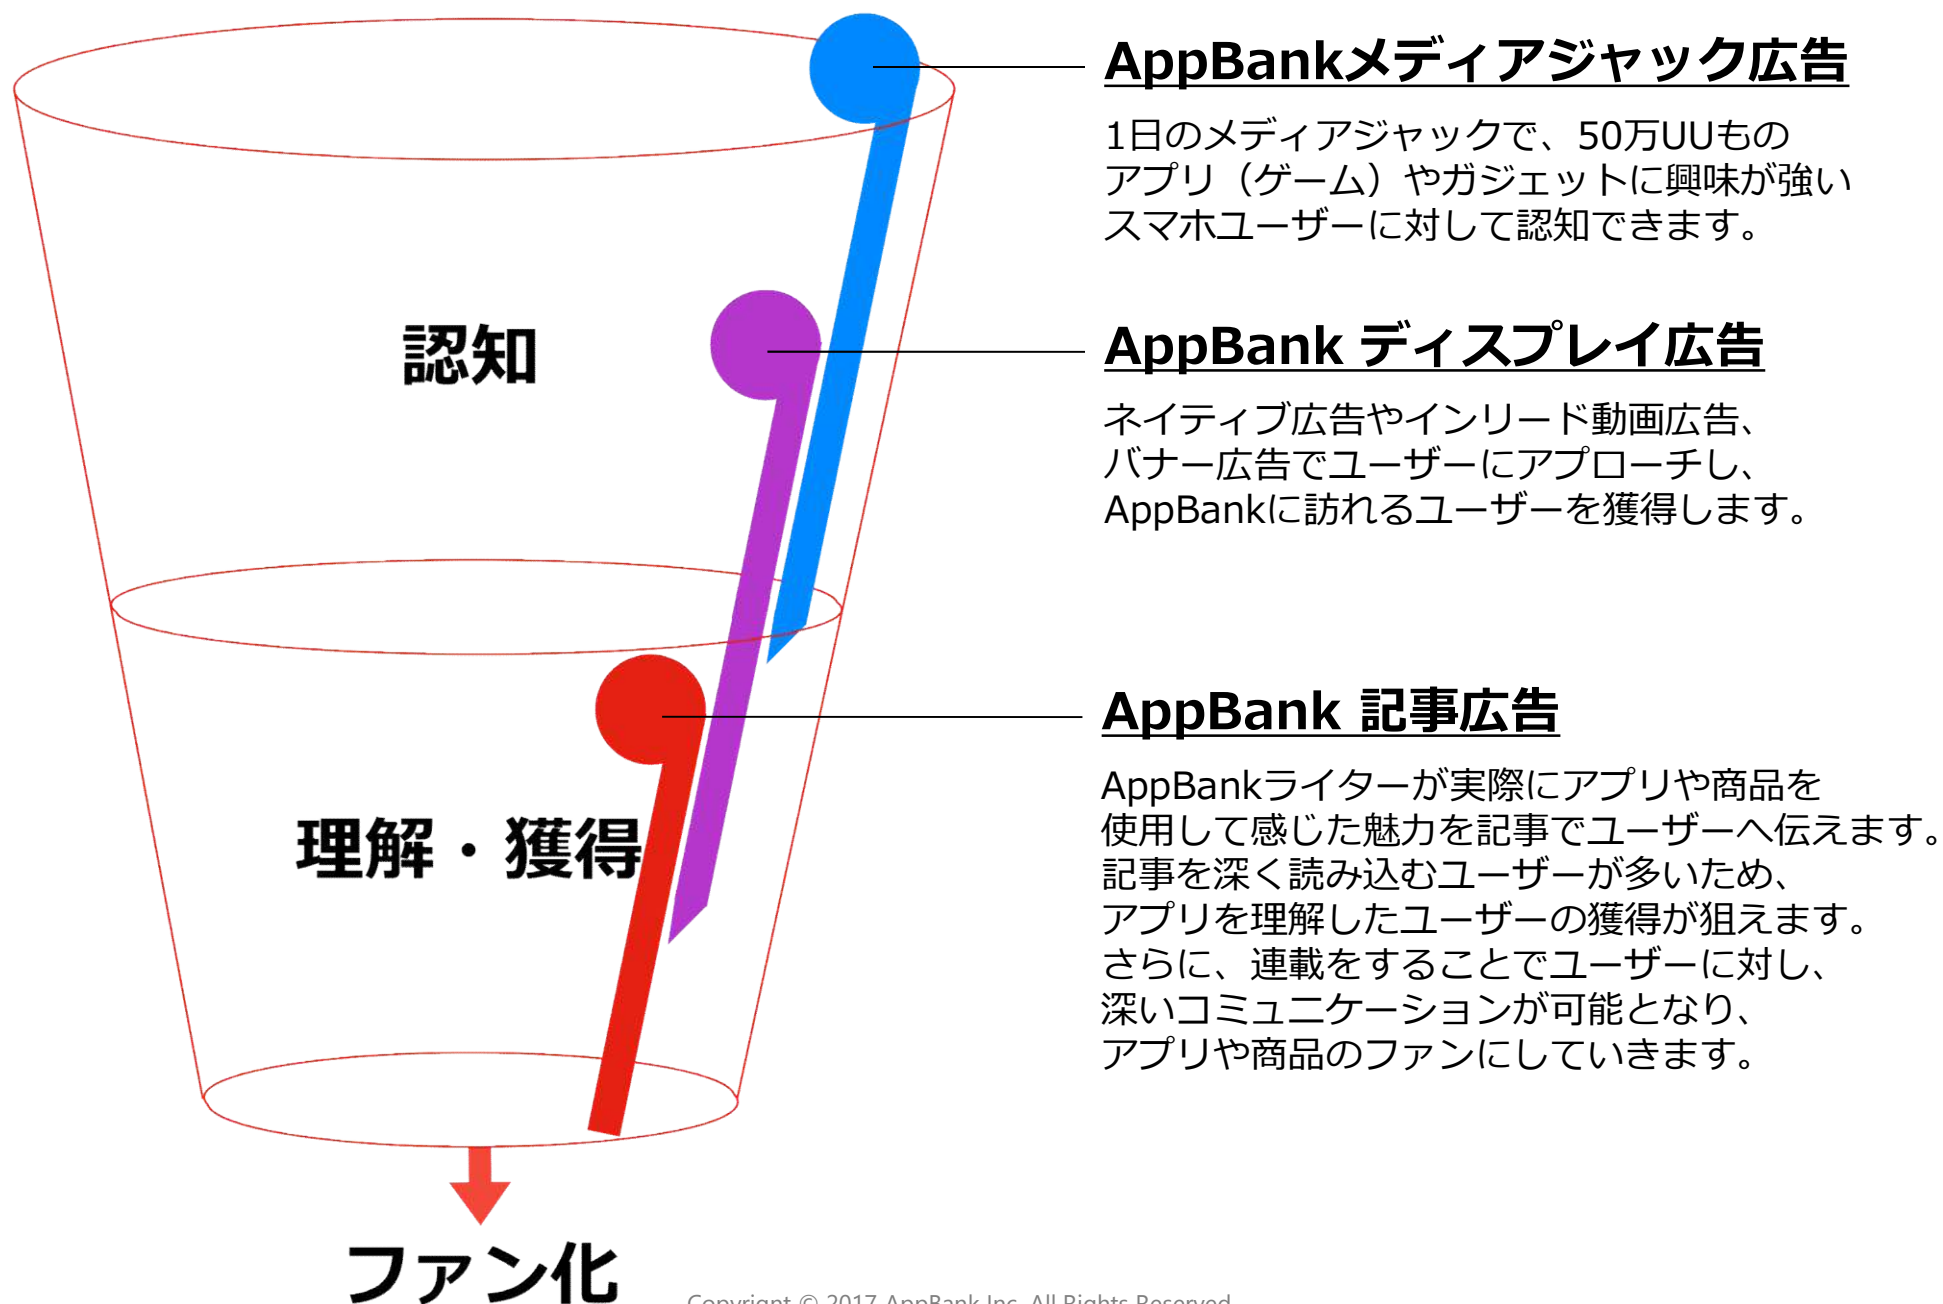 AppBankメディアジャック広告
1日のメディアジャックで、50万UUもの
アプリ（ゲーム）やガジェットに興味が強い
スマホユーザーに対して認知できます。
認知
AppBank ディスプレイ広告
ネイティブ広告やインリード動画広告、
バナー広告でユーザーにアプローチし、
AppBankに訪れるユーザーを獲得します。
理解・獲得
AppBank 記事広告
AppBankライターが実際にアプリや商品を
使用して感じた魅力を記事でユーザーへ伝えます。
記事を深く読み込むユーザーが多いため、
アプリを理解したユーザーの獲得が狙えます。
さらに、連載をすることでユーザーに対し、
深いコミュニケーションが可能となり、
アプリや商品のファンにしていきます。
ファン化
Copyright © 2017 AppBank Inc. All Rights Reserved